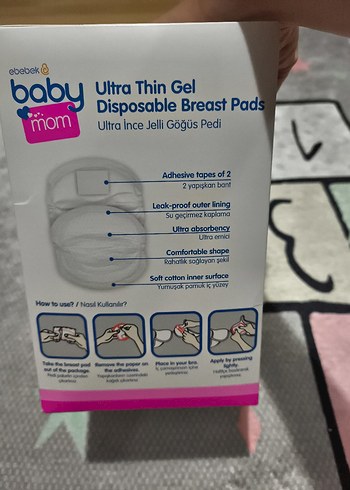 ebebek
baby
mom
Ultra Thin Gel
Disposable Breast Pads
Ultra İnce Jelli Göğüs Pedi
Adhesive tapes of 2
2 yapışkan bant
Leak-proof outer lining
Su geçirmez kaplama
Ultra absorbency
Ultra emici
Comfortable shape
Rahatlık sağlayan şekil
Soft cotton inner surface
Yumuşak pamuk iç yüzey
How to use? / Nasıl Kullanılır?
Take the breast pad
out of the package.
Remove the paper on
the adhesives.
Place in your bra.
Apply by pressing
lightly.